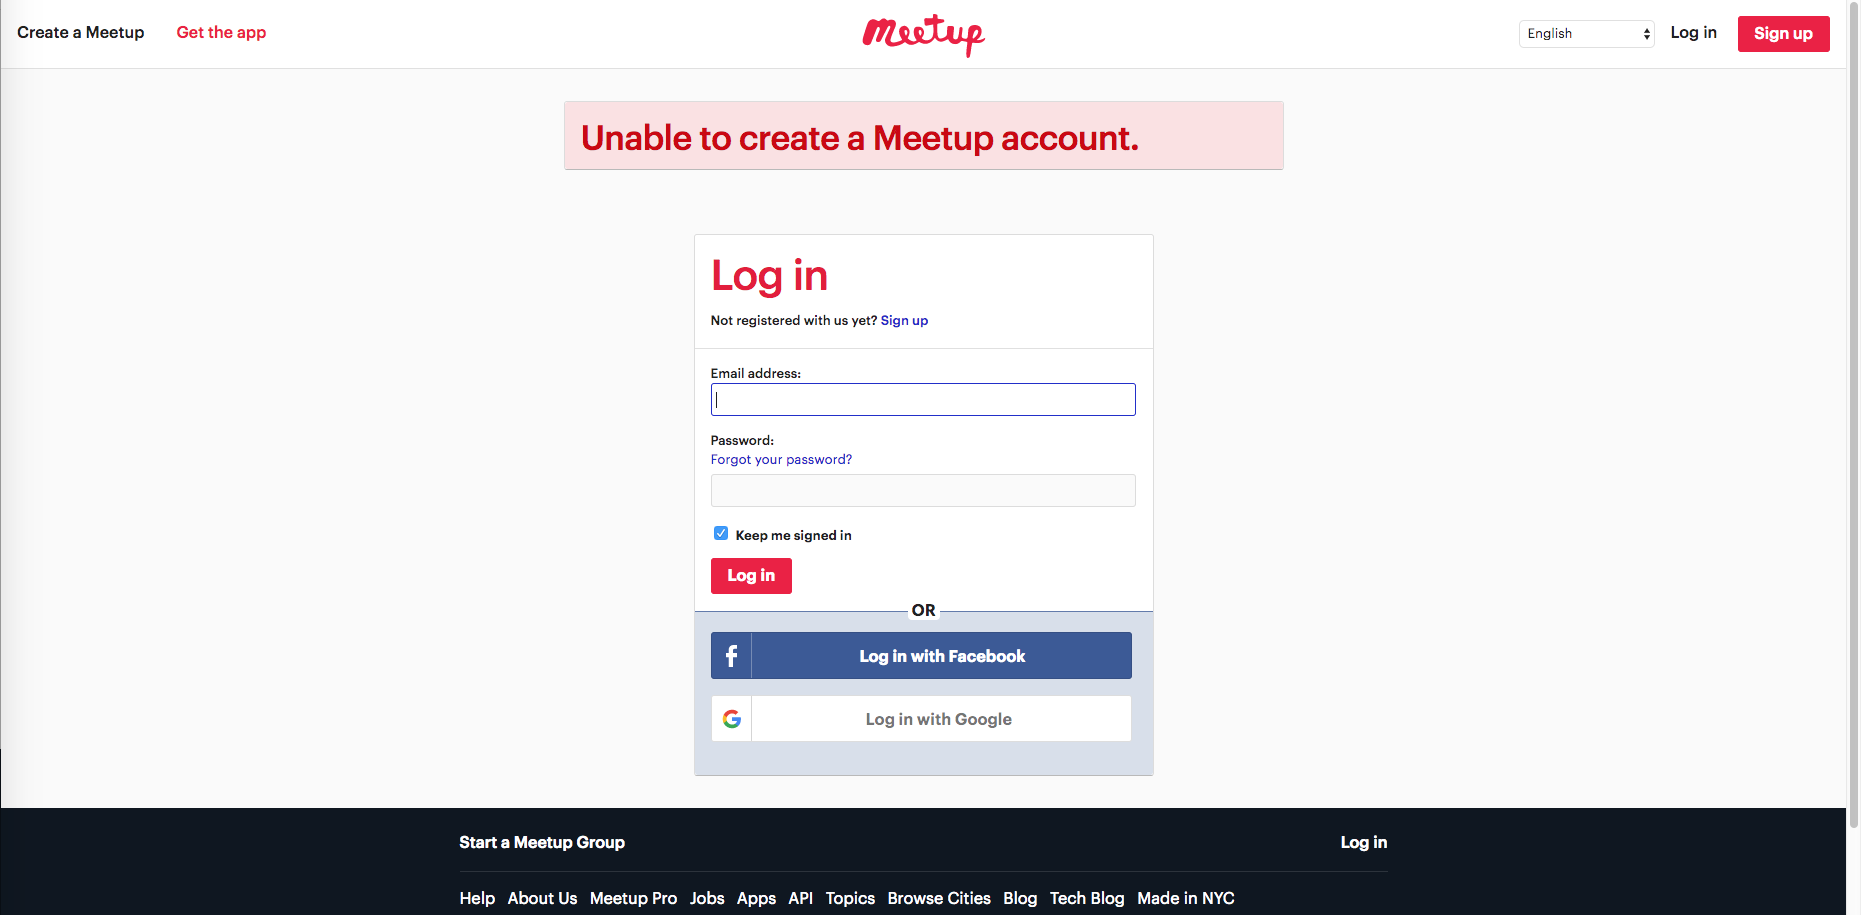 Create a Meetup Get the app Meetup English Log in Sign up
Unable to create a Meetup account.
Log in
Not registered with us yet? Sign up
Email address:
Password:
Forgot your password?
Keep me signed in
Log in
OR
f Log in with Facebook
G Log in with Google
Start a Meetup Group Log in
Help About Us Meetup Pro Jobs Apps API Topics Browse Cities Blog Tech Blog Made in NYC